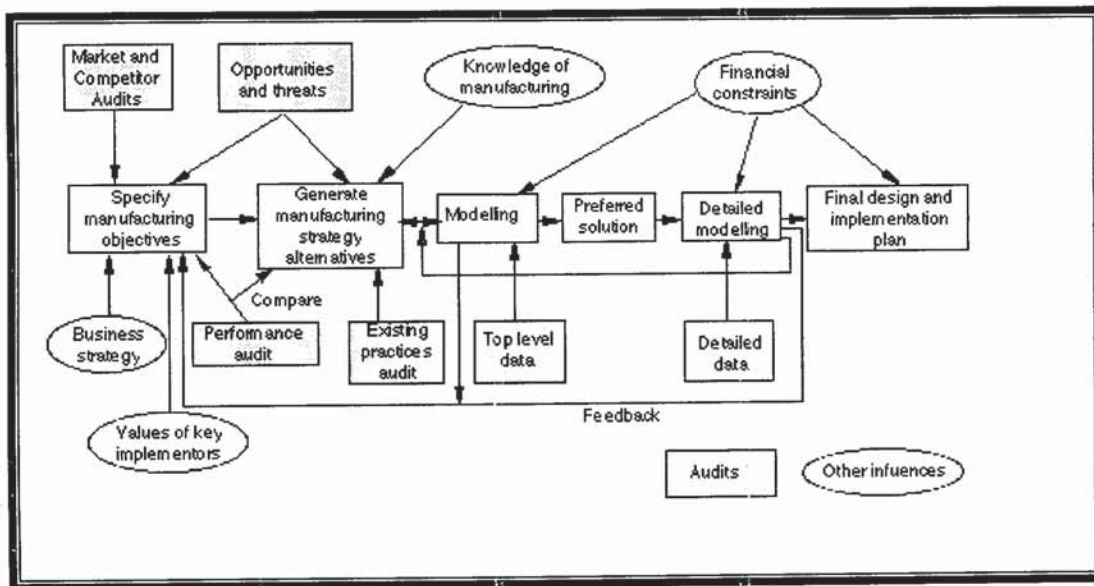 Market and
Competitor
Audits
Opportunities
and threats
Knowledge of
manufacturing
Financial
constraints
Specify
manufacturing
objectives
Generate
manufacturing
strategy
alternatives
Modelling
Preferred
solution
Detailed
modelling
Final design and
implementation
plan
Compare
Business
strategy
Performance
audit
Existing
practices
audit
Top level
data
Detailed
data
Feedback
Values of key
implementors
Audits
Other infuences